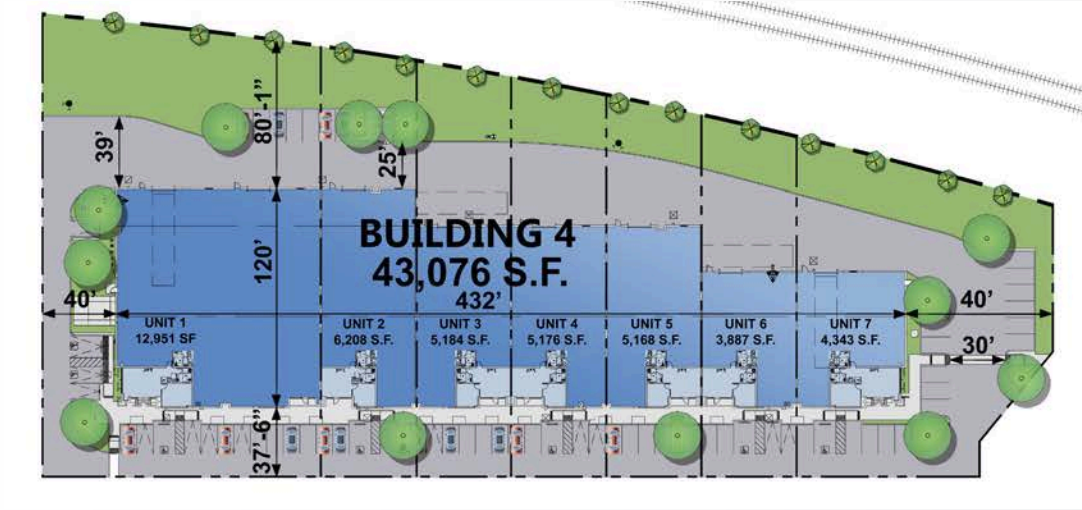 80'-1"
39'
25'
BUILDING 4
43,076 S.F.
120'
40'
432'
40'
UNIT 1
12,951 SF
UNIT 2
6,208 S.F.
UNIT 3
5,184 S.F.
UNIT 4
5,176 S.F.
UNIT 5
5,168 S.F.
UNIT 6
3,887 S.F.
UNIT 7
4,343 S.F.
30'
37'-6"